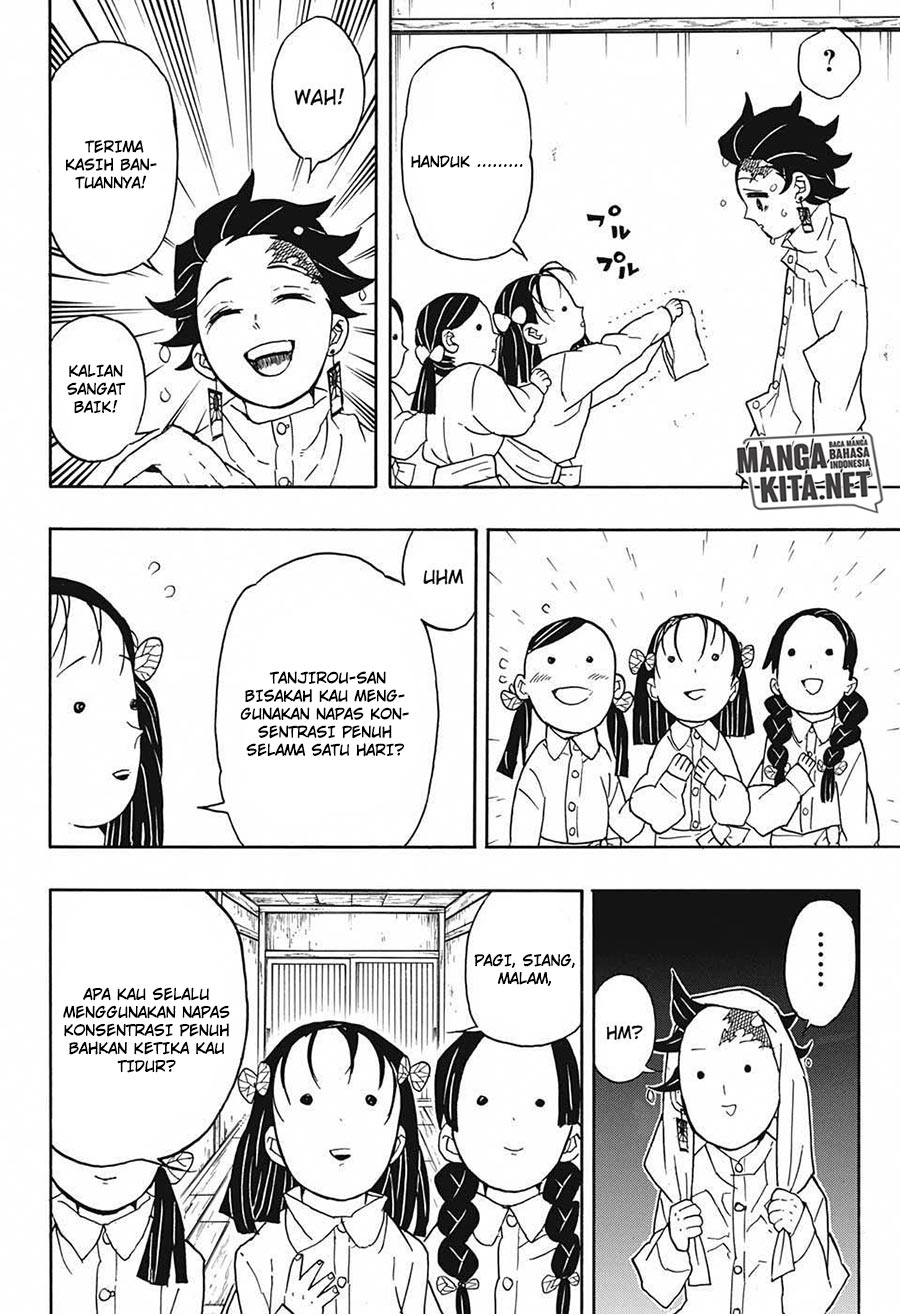 ?
HANDUK .........
プル
プル
WAH!
TERIMA
KASIH BAN-
TUANNYA!
KALIAN
SANGAT
BAIK!
MANGA
KITA.NET
BACA MANGA
BAHASA
INDONESIA
UHM
TANJIROU-SAN
BISAKAH KAU MENG-
GUNAKAN NAPAS KON-
SENTRASI PENUH
SELAMA SATU HARI?
......
HM?
PAGI, SIANG,
MALAM,
APA KAU SELALU
MENGGUNAKAN NAPAS
KONSENTRASI PENUH
BAHKAN KETIKA KAU
TIDUR?